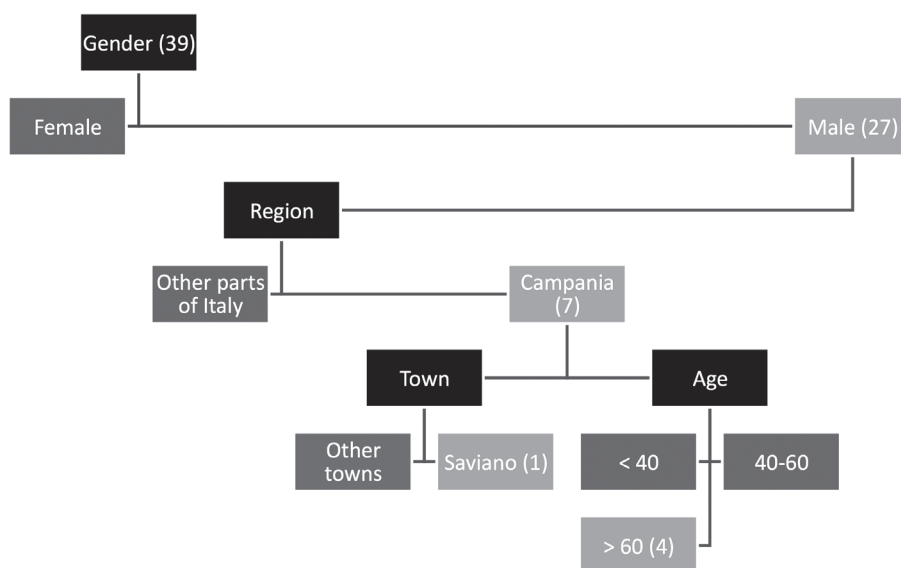 Gender (39)
Female
Male (27)
Region
Other parts
of Italy
Campania
(7)
Town
Age
Other
towns
Saviano (1)
< 40
40-60
> 60 (4)